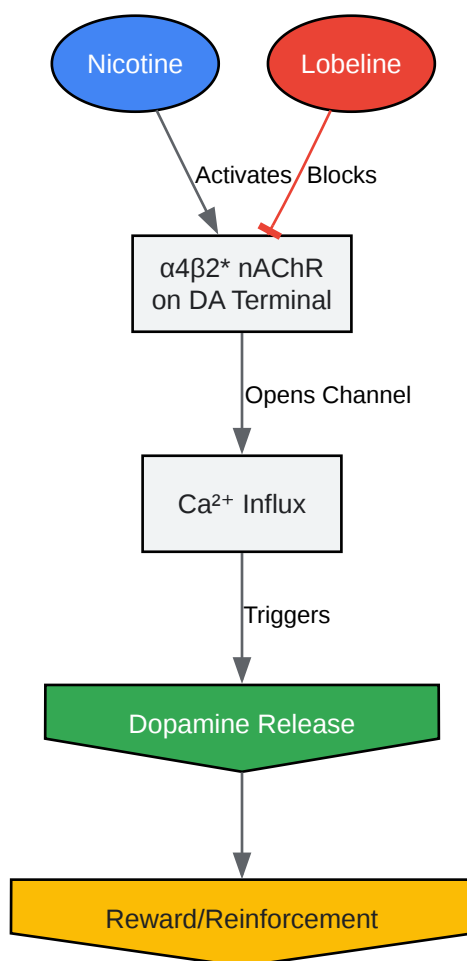 Nicotine
Lobeline
Activates
Blocks
α4β2* nAChR
on DA Terminal
Opens Channel
Ca²⁺ Influx
Triggers
Dopamine Release
Reward/Reinforcement